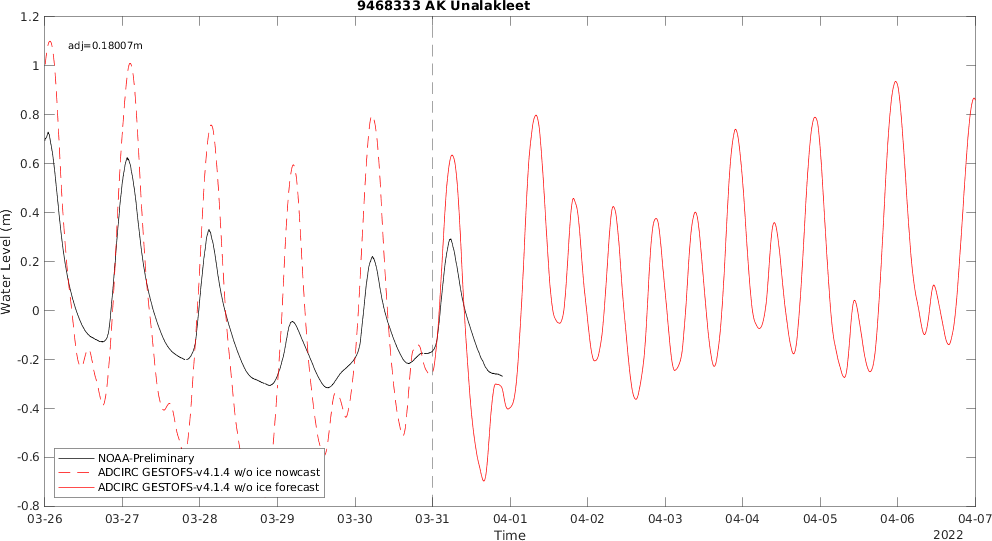 9468333 AK Unalakleet
1.2
adj=0.18007m
1
0.8
0.6
0.4
0.2
0
-0.2
-0.4
-0.6
-0.8
Water Level (m)
NOAA-Preliminary
ADCIRC GESTOFS-v4.1.4 w/o ice nowcast
ADCIRC GESTOFS-v4.1.4 w/o ice forecast
03-26 03-27 03-28 03-29 03-30 03-31 04-01 04-02 04-03 04-04 04-05 04-06 04-07
Time
2022